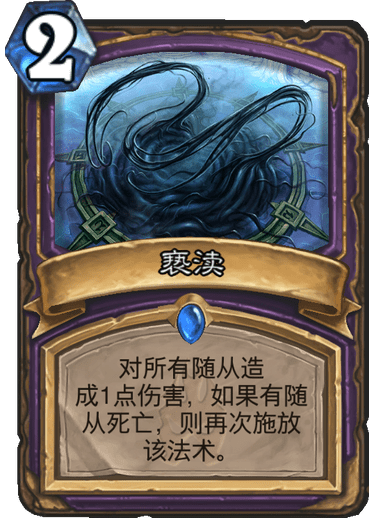 2
亵渎
对所有随从造
成1点伤害，如果有随
从死亡，则再次施放
该法术。